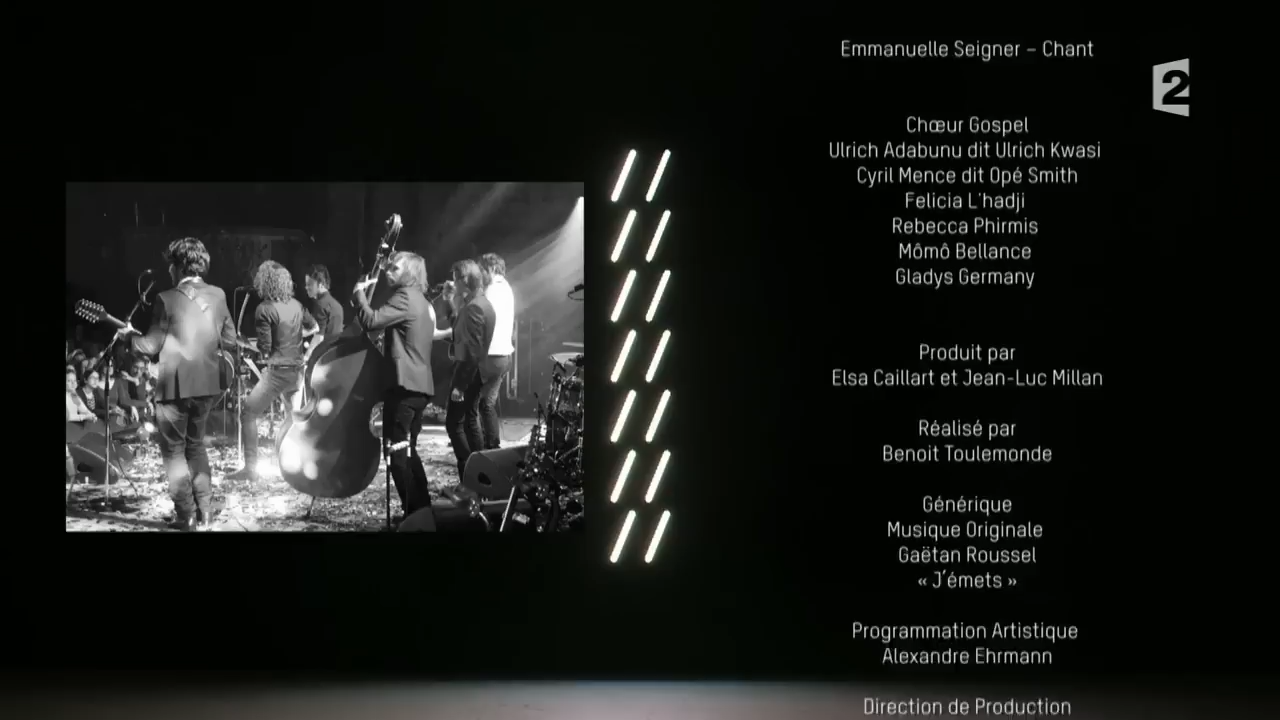 Emmanuelle Seigner – Chant
2
Chœur Gospel
Ulrich Adabunu dit Ulrich Kwasi
Cyril Mence dit Opé Smith
Felicia L'hadji
Rebecca Phirmis
Mômô Bellance
Gladys Germany
Produit par
Elsa Caillart et Jean-Luc Millan
Réalisé par
Benoit Toulemonde
Générique
Musique Originale
Gaëtan Roussel
« J'émets »
Programmation Artistique
Alexandre Ehrmann
Direction de Production